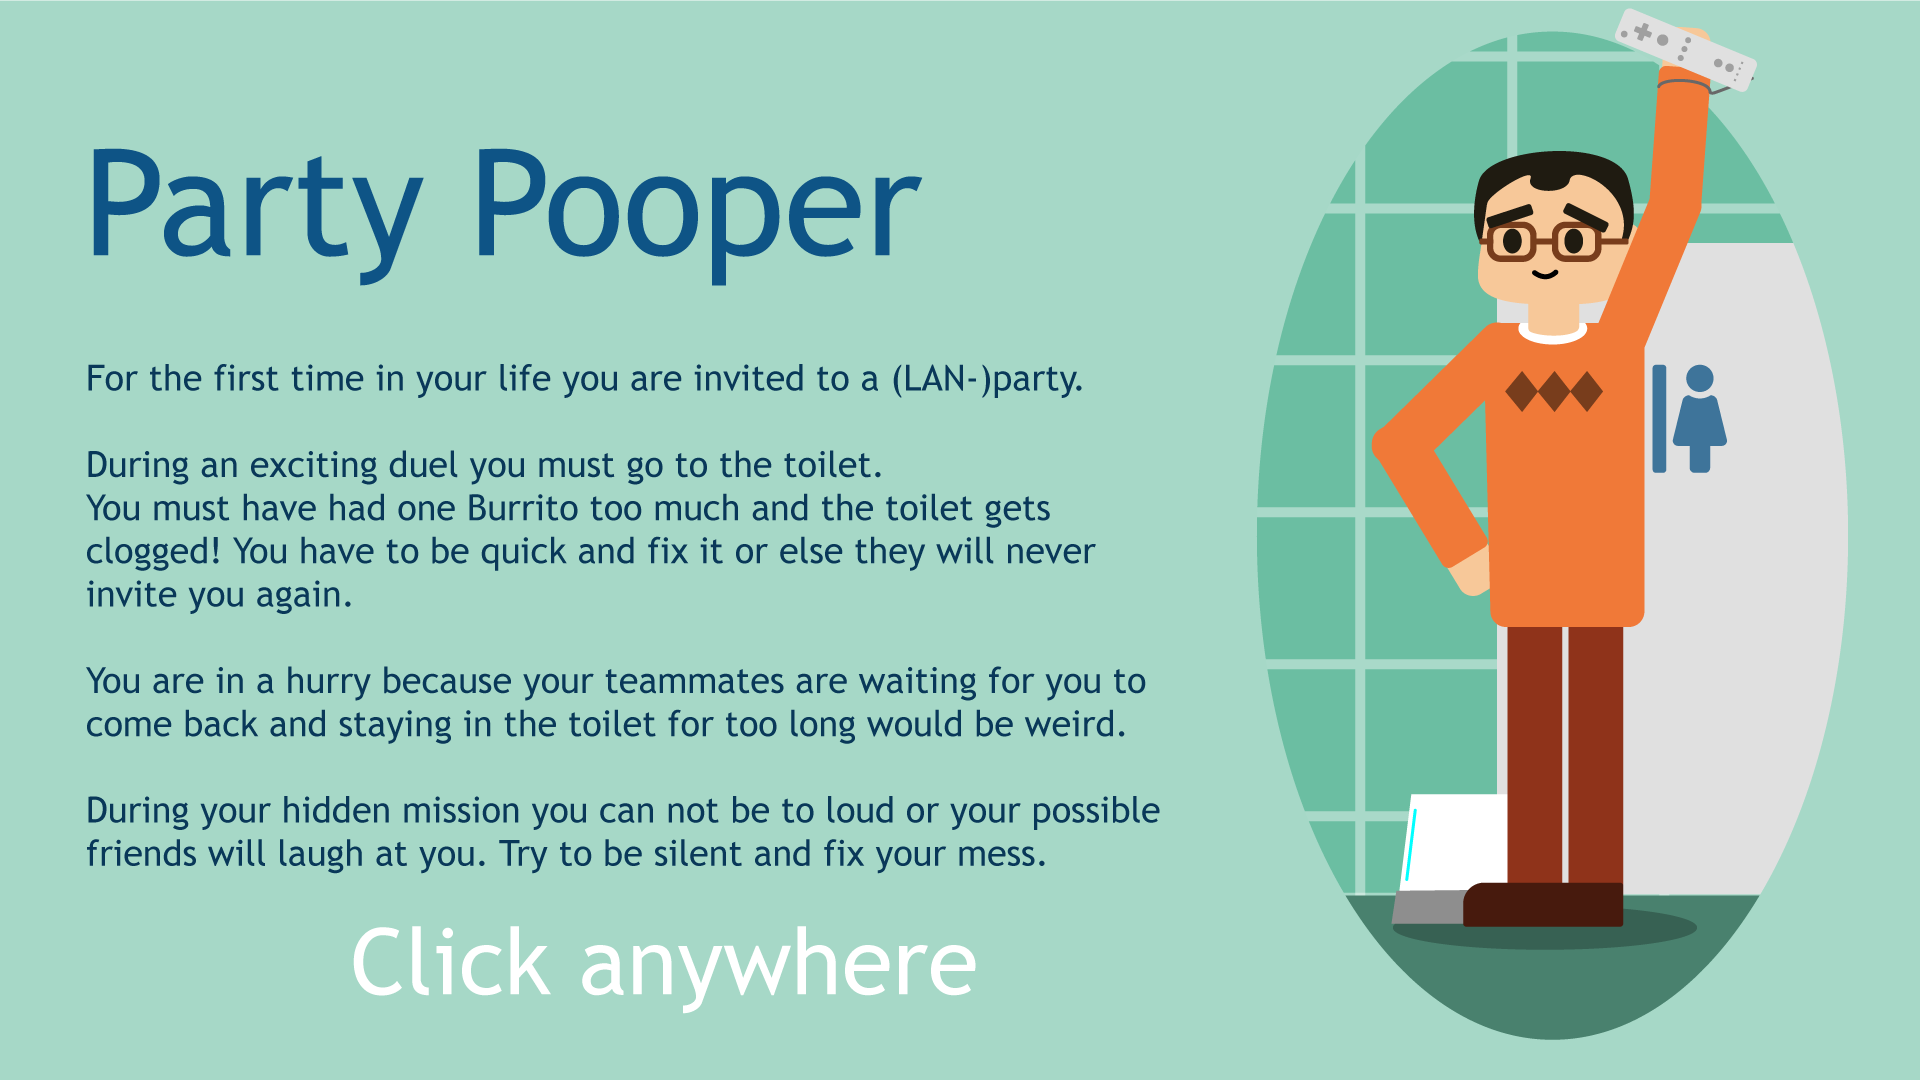 Party Pooper
For the first time in your life you are invited to a (LAN-)party.
During an exciting duel you must go to the toilet.
You must have had one Burrito too much and the toilet gets
clogged! You have to be quick and fix it or else they will never
invite you again.
You are in a hurry because your teammates are waiting for you to
come back and staying in the toilet for too long would be weird.
During your hidden mission you can not be to loud or your possible
friends will laugh at you. Try to be silent and fix your mess.
Click anywhere